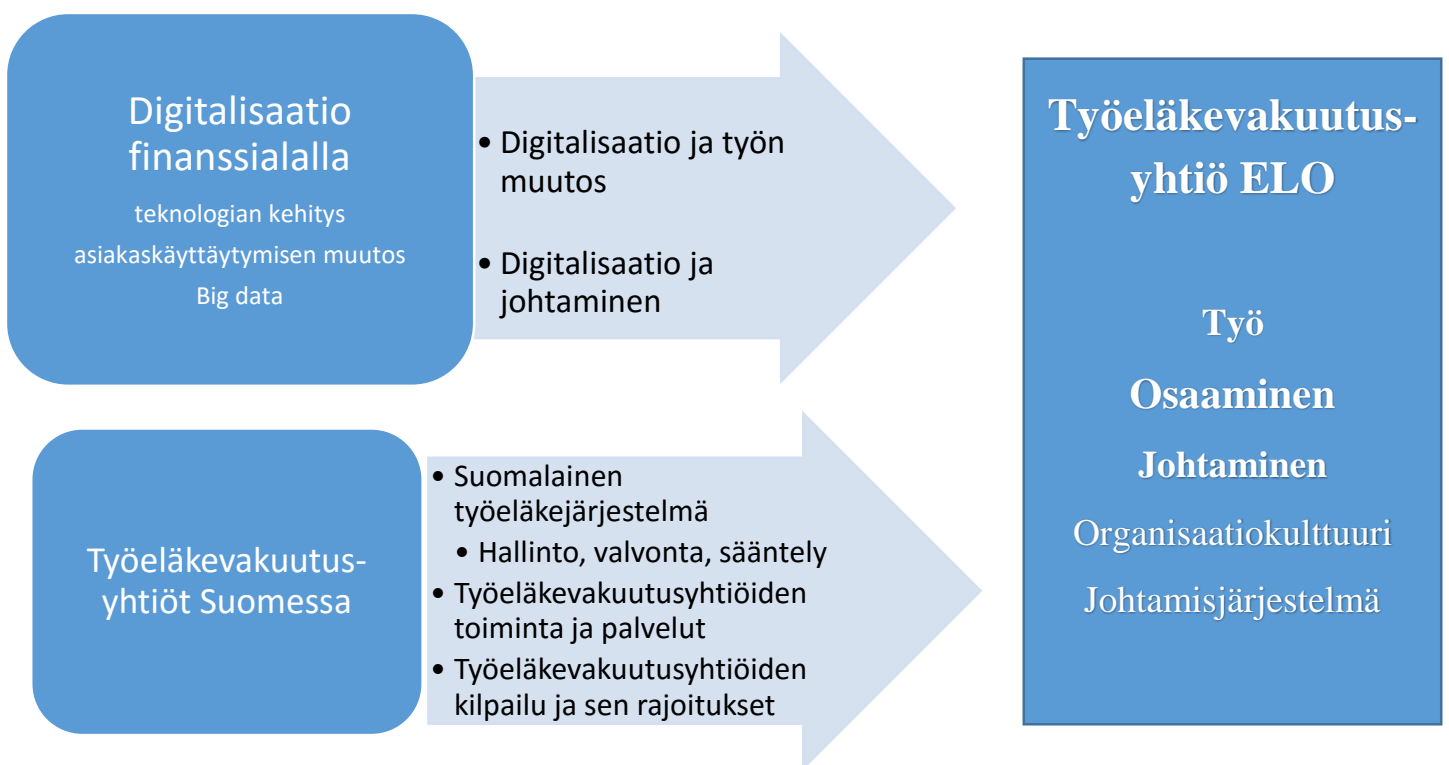 Digitalisaatio
finanssialalla
teknologian kehitys
asiakaskäyttäytymisen muutos
Big data
• Digitalisaatio ja työn
muutos
• Digitalisaatio ja
johtaminen
Työeläkevakuutus-
yhtiöt Suomessa
• Suomalainen
työeläkejärjestelmä
• Hallinto, valvonta, sääntely
• Työeläkevakuutusyhtiöiden
toiminta ja palvelut
• Työeläkevakuutusyhtiöiden
kilpailu ja sen rajoitukset
Työeläkevakuutus-
yhtiö ELO
Työ
Osaaminen
Johtaminen
Organisaatiokulttuuri
Johtamisjärjestelmä